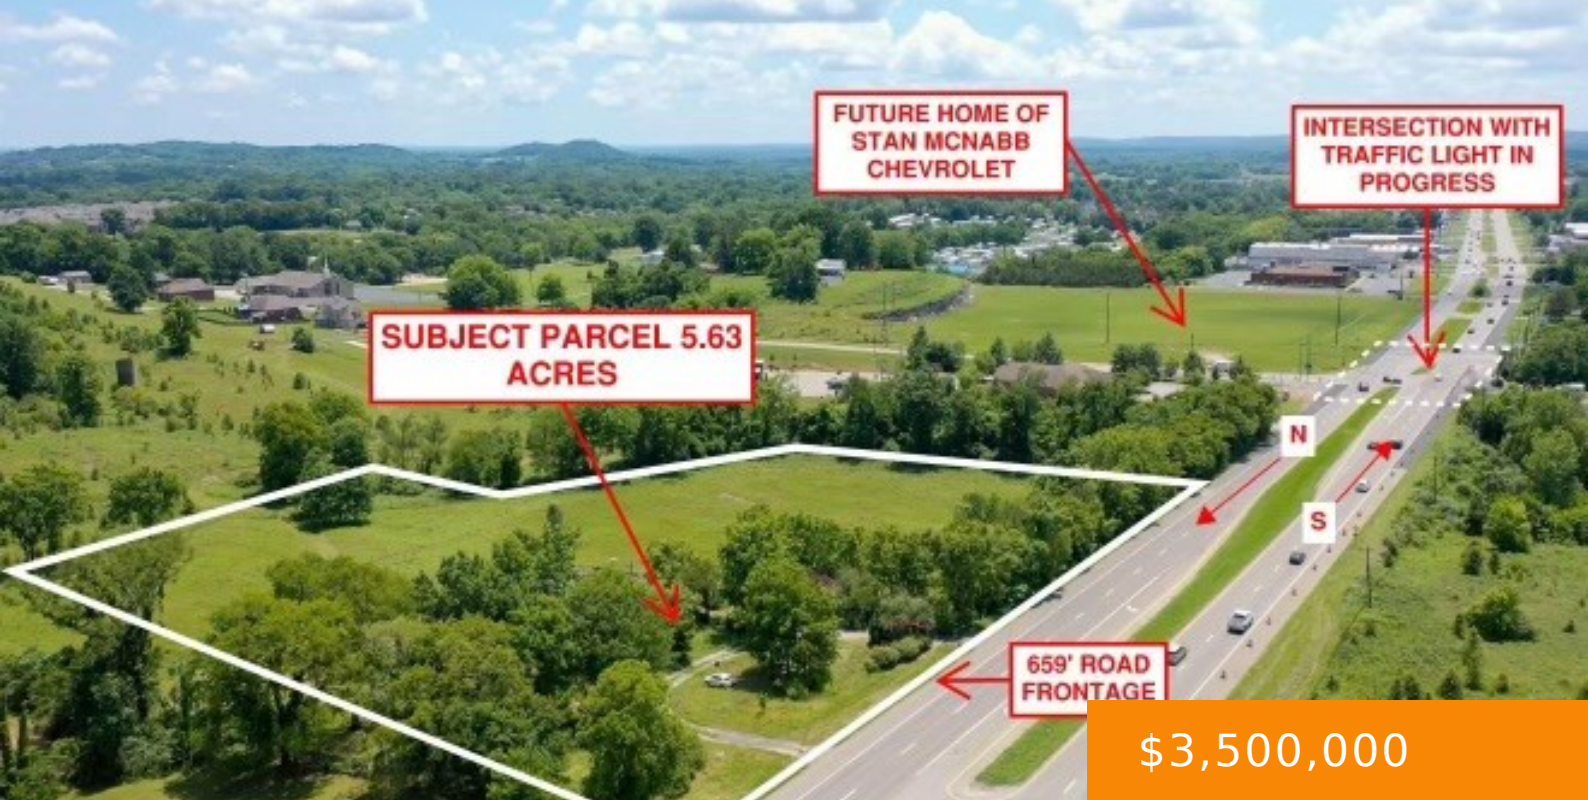 FUTURE HOME OF
STAN MCNABB
CHEVROLET
INTERSECTION WITH
TRAFFIC LIGHT IN
PROGRESS
SUBJECT PARCEL 5.63
ACRES
N
S
659' ROAD
FRONTAGE
$3,500,000